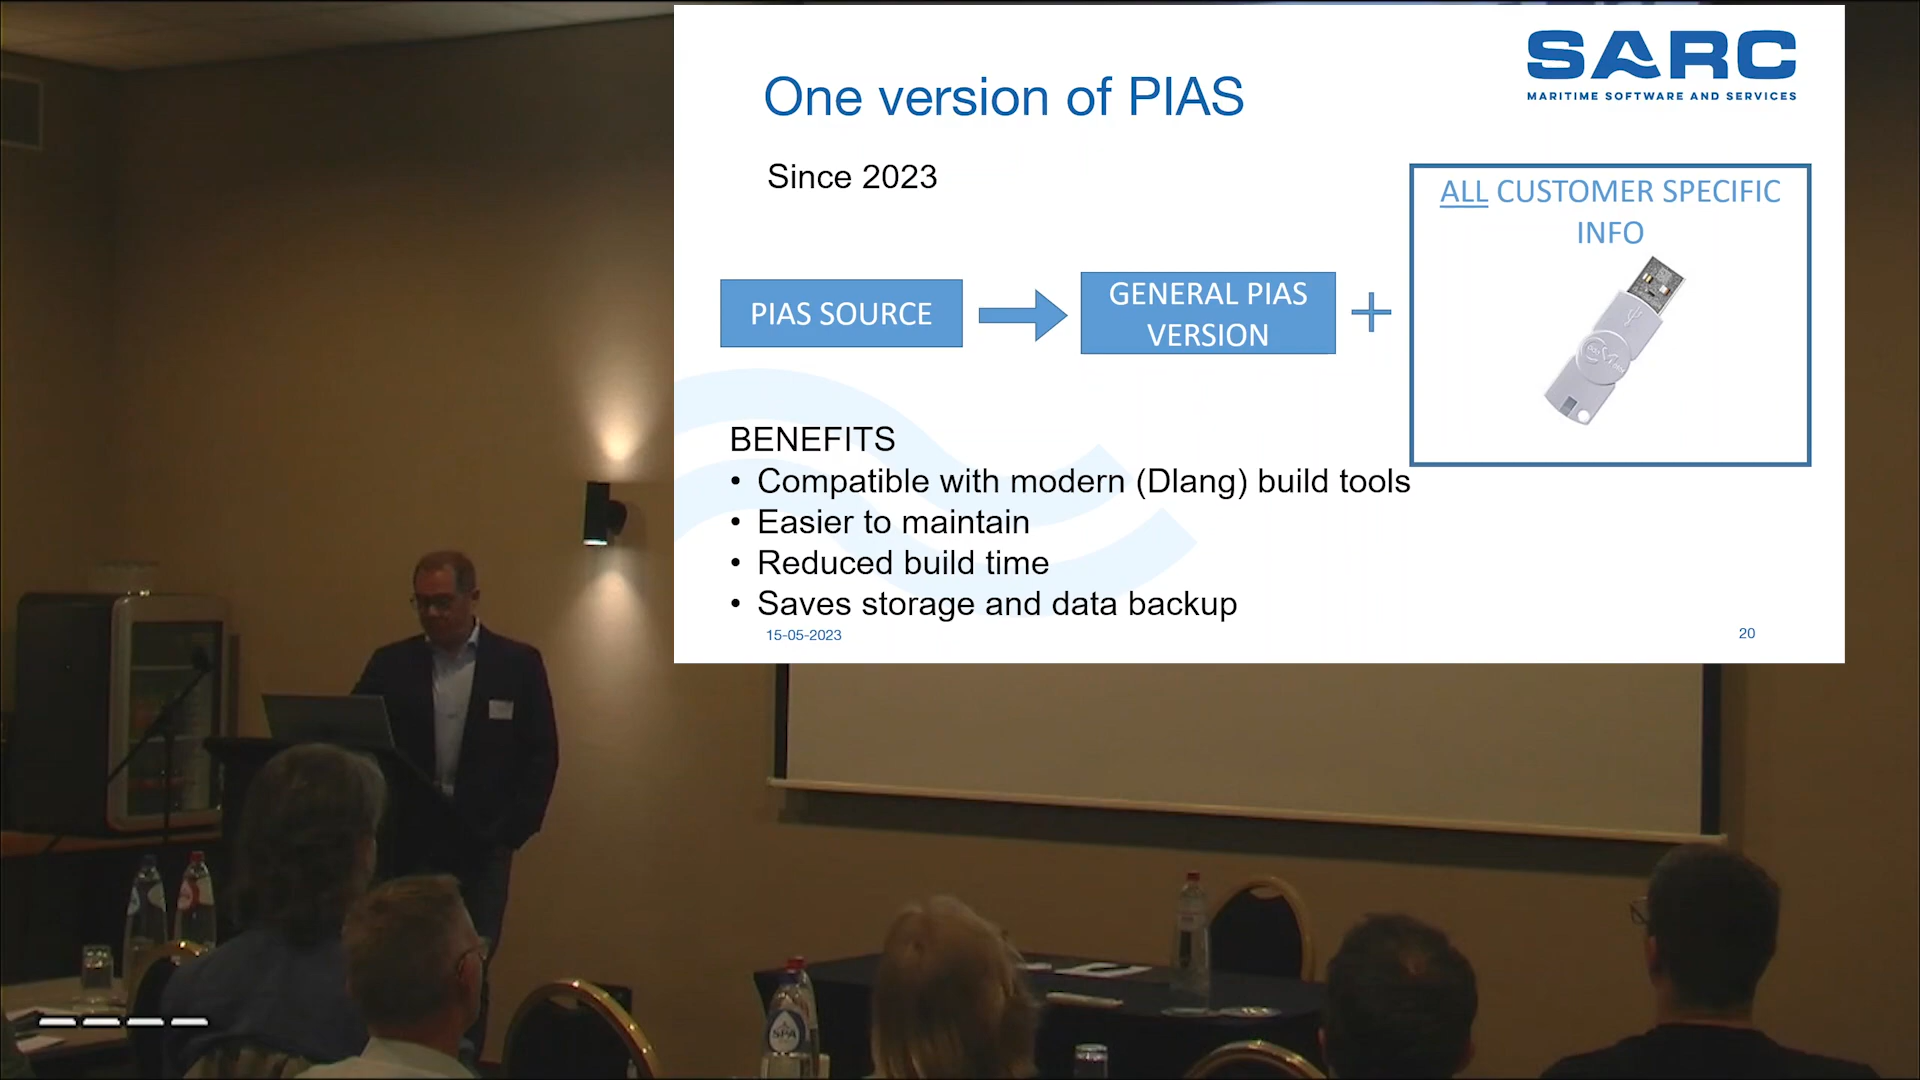 SARC
MARITIME SOFTWARE AND SERVICES
One version of PIAS
Since 2023
ALL CUSTOMER SPECIFIC
INFO
PIAS SOURCE
GENERAL PIAS
VERSION
+
BENEFITS
• Compatible with modern (Dlang) build tools
• Easier to maintain
• Reduced build time
• Saves storage and data backup
15-05-2023
20
SPA